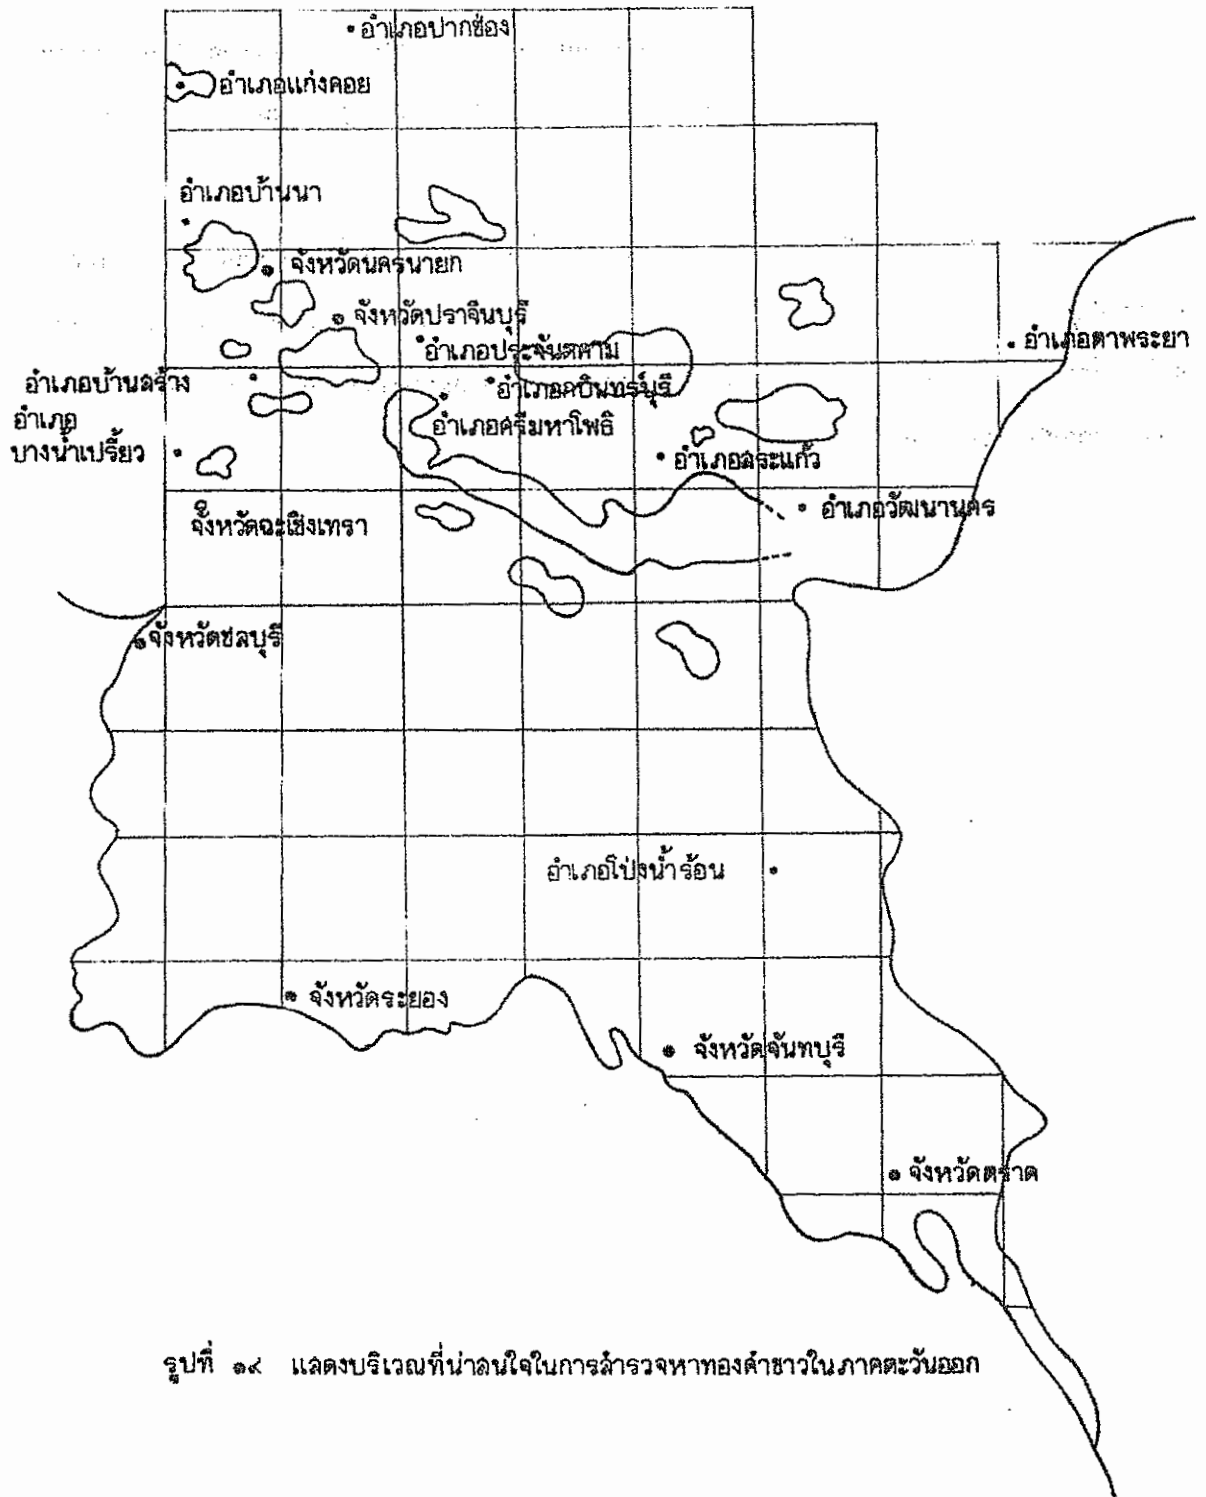 อำเภอปากช่อง
อำเภอแก่งคอย
อำเภอบ้านนา
จังหวัดนครนายก
จังหวัดปราจีนบุรี
อำเภอประจันตคาม
อำเภอตาพระยา
อำเภอบ้านสร้าง
อำเภอกบินทร์บุรี
อำเภอ
บางน้ำเปรี้ยว
อำเภอศรีมหาโพธิ
อำเภอสระแก้ว
อำเภอวัฒนานคร
จังหวัดฉะเชิงเทรา
จังหวัดชลบุรี
อำเภอโป่งน้ำร้อน
จังหวัดระยอง
จังหวัดจันทบุรี
จังหวัดตราด
รูปที่ ๑๙ แสดงบริเวณที่น่าสนใจในการสำรวจหาทองคำขาวในภาคตะวันออก